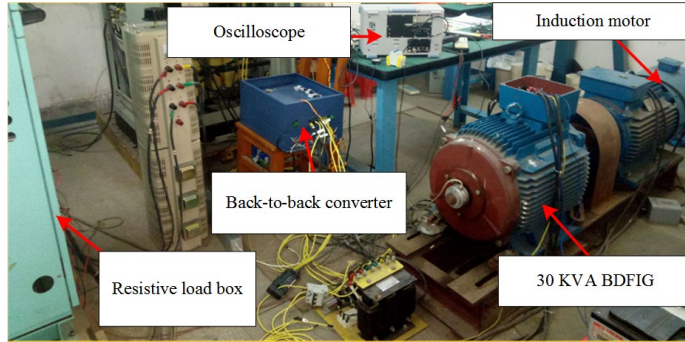 Oscilloscope
Induction motor
Back-to-back converter
Resistive load box
30 KVA BDFIG